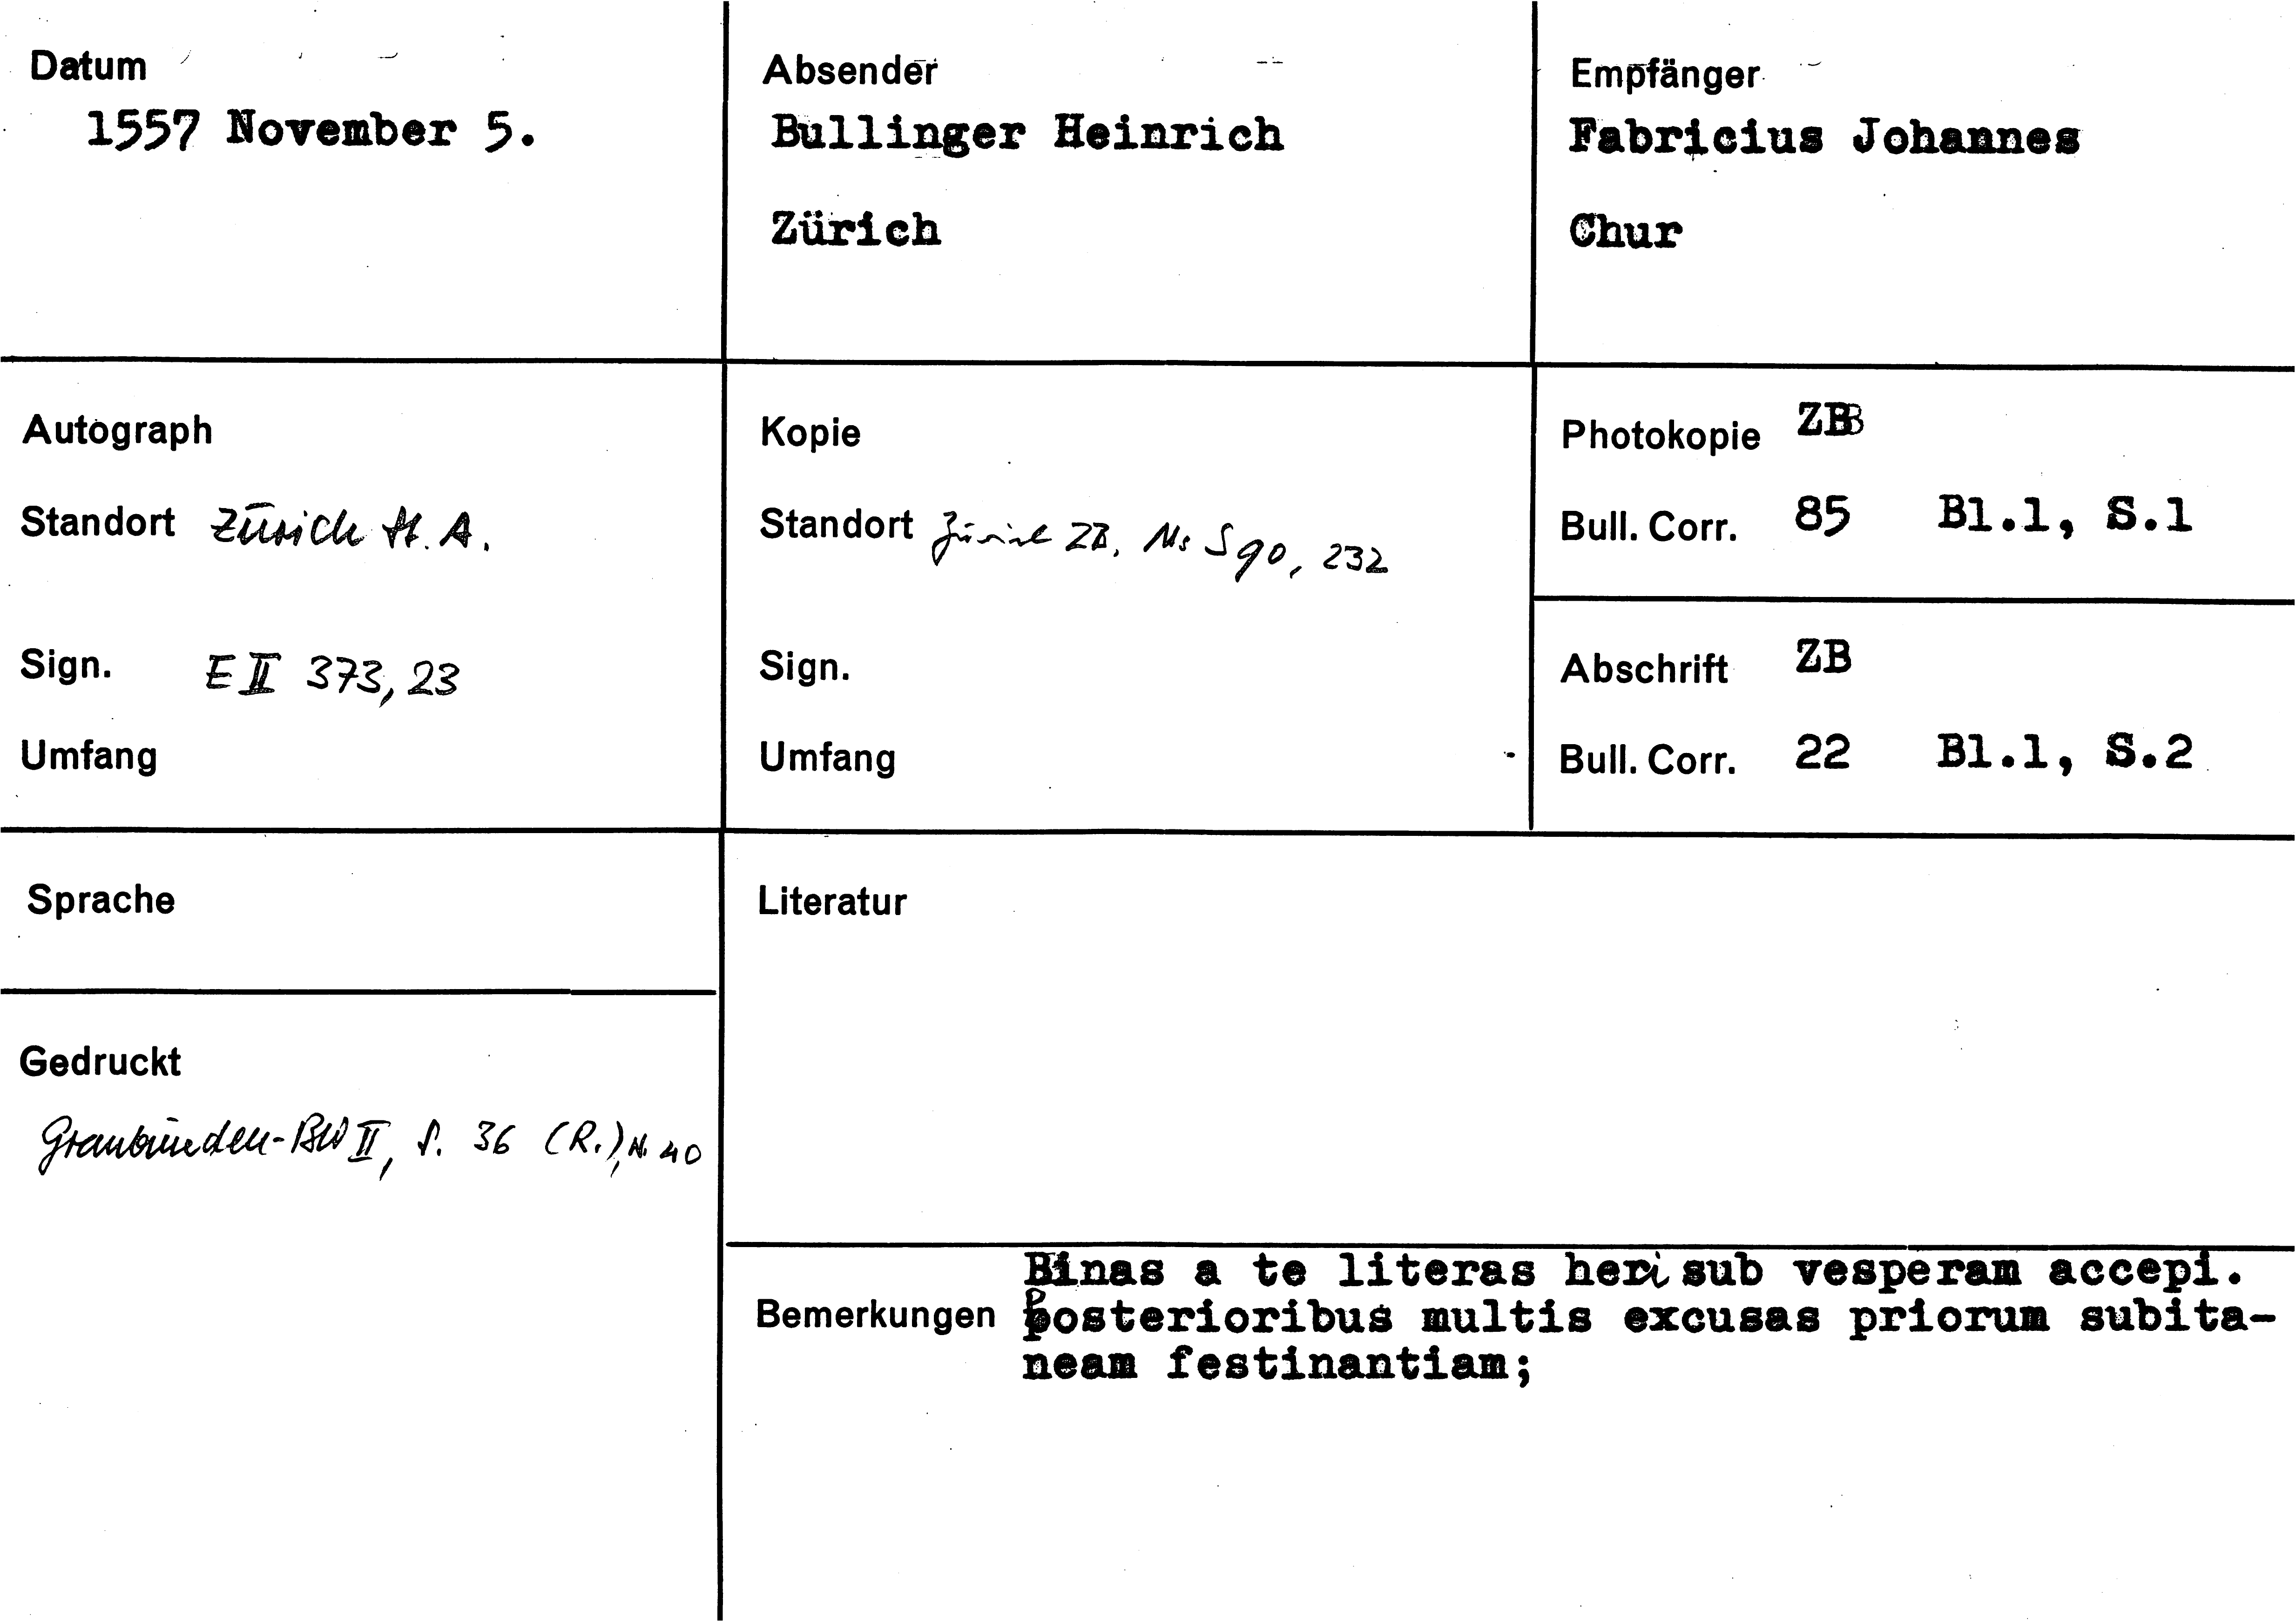 Datum
1557 November 5.
Absender
Bullinger Heinrich
Zürich
Empfänger
Fabricius Johannes
Chur
Autograph
Standort Zürich St. A.
Sign. E II 373, 23
Umfang
Kopie
Standort Zürich ZB, Ms S 90, 232
Sign.
Umfang
Photokopie ZB
Bull. Corr. 85 Bl.1, S.1
Abschrift ZB
Bull. Corr. 22 Bl.1, S.2
Sprache
Gedruckt
Graubünden-BW II, S. 36 (R.), N. 40
Literatur
Bemerkungen
Binas a te literas heri sub vesperam accepi.
Posterioribus multis excusas priorum subita-
neam festinantiam;